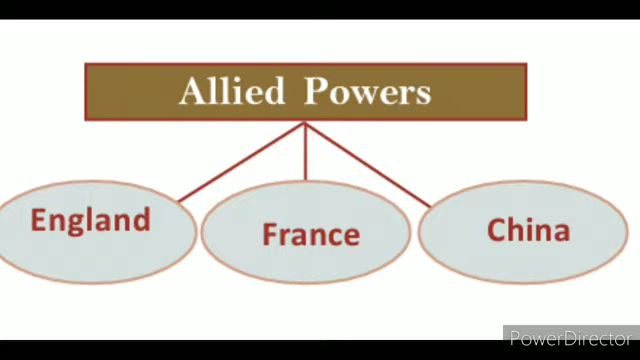 Allied Powers
England
France
China
PowerDirector